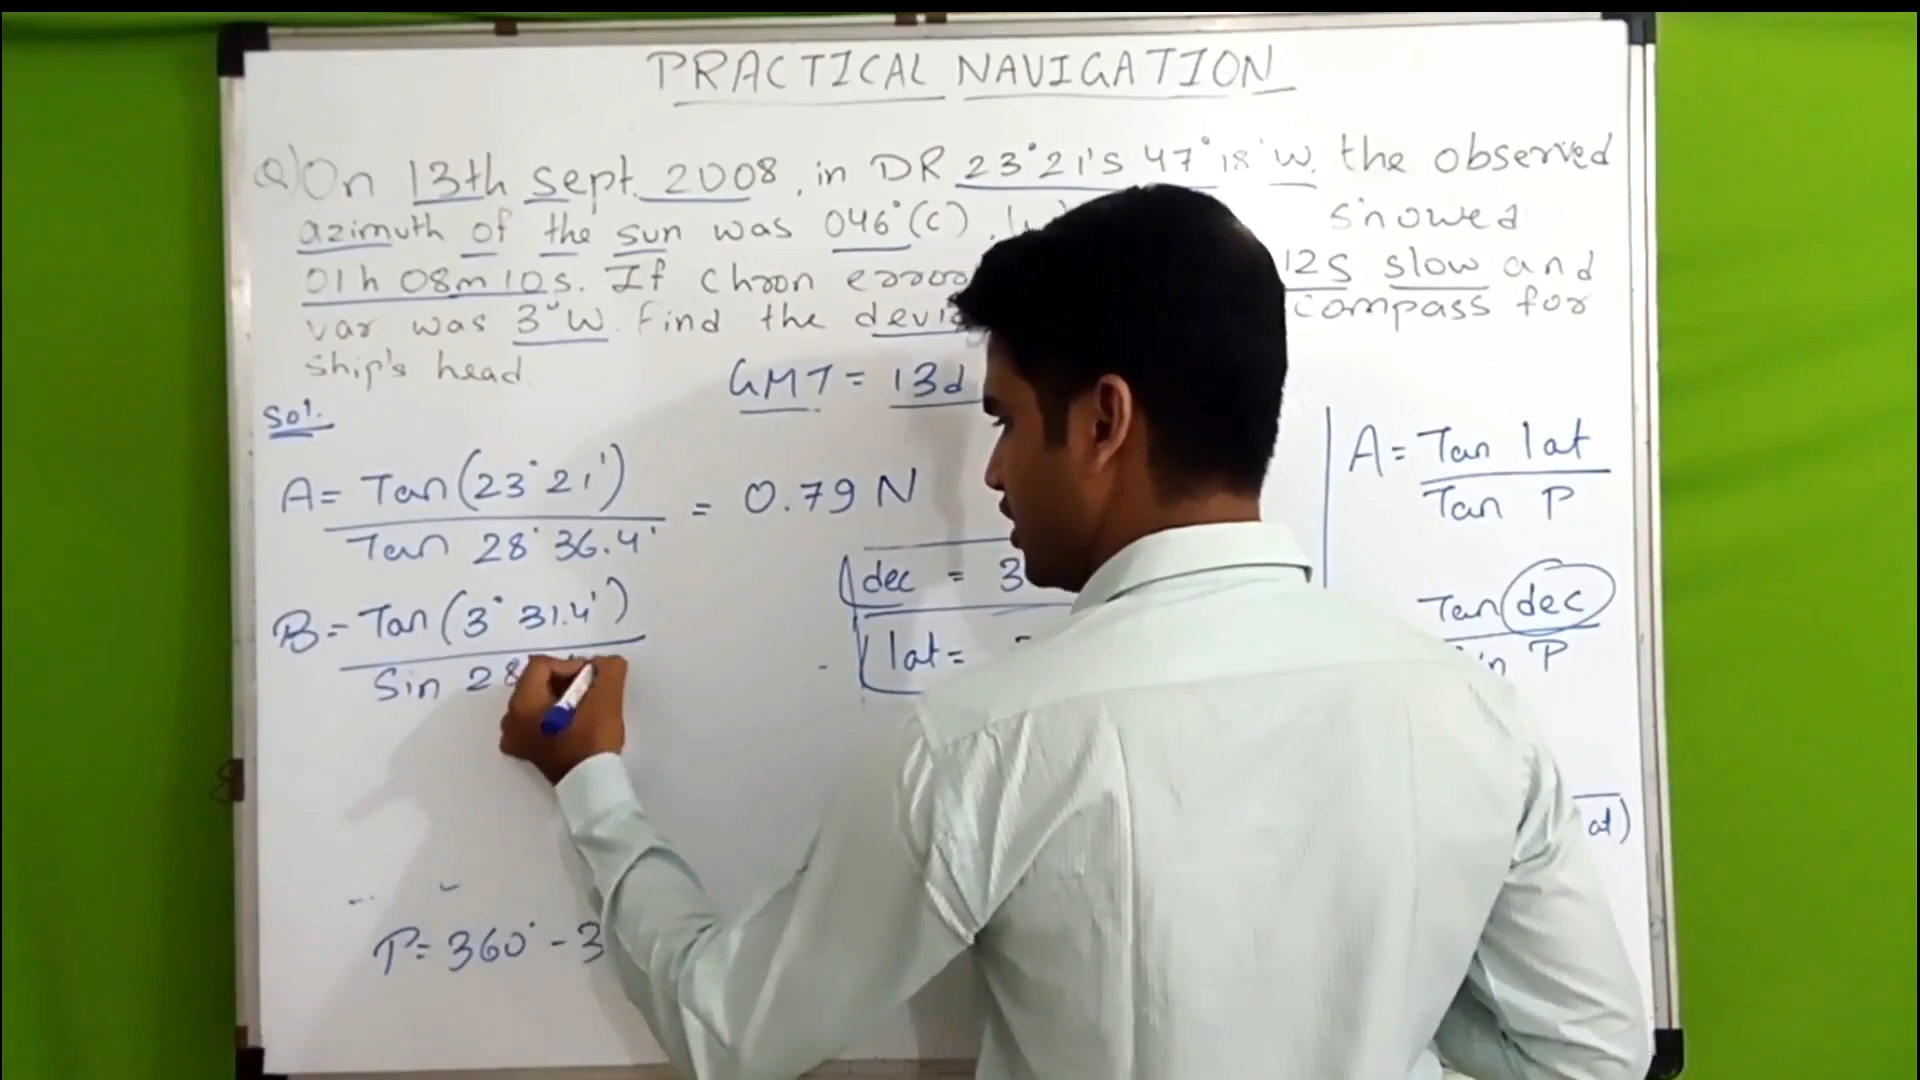 PRACTICAL NAVIGATION
Q) On 13th sept. 2008, in DR 23°21's 47°18'W. the observed
azimuth of the sun was 046°(c). showed
01h 08m 10s. If chron error 12s slow and
var was 3°W. Find the compass for
ship's head.
GMT = 13d
Sol.
A = Tan (23°21') / Tan 28°36.4' = 0.79 N
A = Tan lat / Tan P
dec = 3
B = Tan (3°31.4') / Sin 28
Tan (dec) / P
lat =
P = 360° - 3